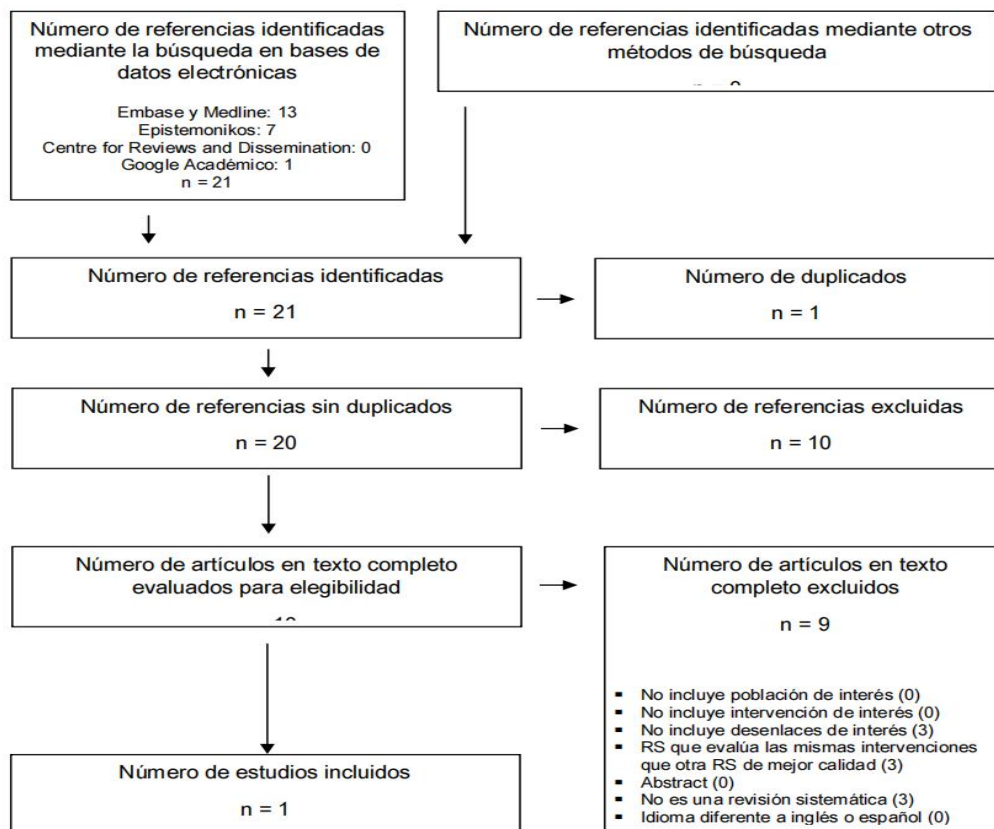 Número de referencias identificadas
mediante la búsqueda en bases de
datos electrónicas
Embase y Medline: 13
Epistemonikos: 7
Centre for Reviews and Dissemination: 0
Google Académico: 1
n = 21
Número de referencias identificadas mediante otros
métodos de búsqueda
Número de referencias identificadas
n = 21
Número de duplicados
n = 1
Número de referencias sin duplicados
n = 20
Número de referencias excluidas
n = 10
Número de artículos en texto completo
evaluados para elegibilidad
Número de artículos en texto
completo excluidos
n = 9
▪ No incluye población de interés (0)
▪ No incluye intervención de interés (0)
▪ No incluye desenlaces de interés (3)
▪ RS que evalúa las mismas intervenciones
que otra RS de mejor calidad (3)
▪ Abstract (0)
▪ No es una revisión sistemática (3)
▪ Idioma diferente a inglés o español (0)
Número de estudios incluidos
n = 1